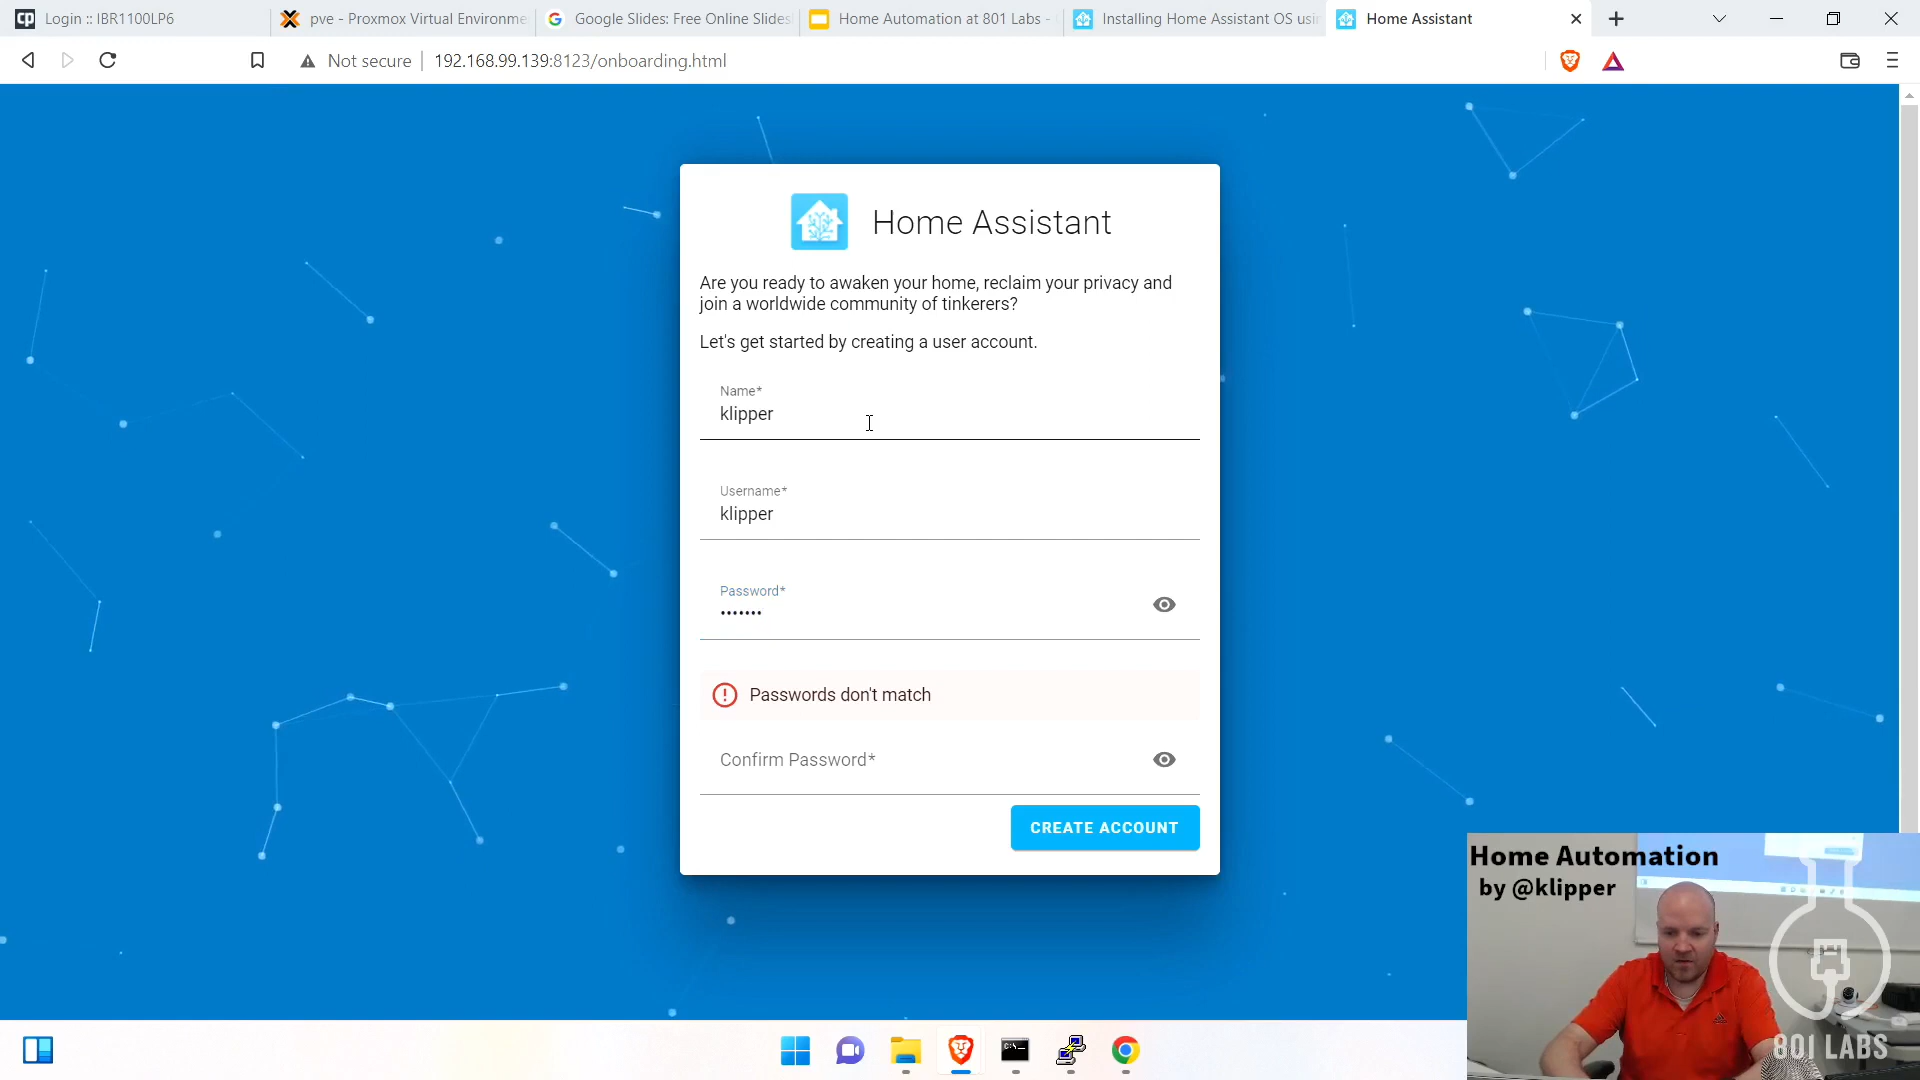 cp Login :: IBR1100LP6
pve - Proxmox Virtual Environme
Google Slides: Free Online Slides
Home Automation at 801 Labs -
Installing Home Assistant OS usin
Home Assistant
Not secure 192.168.99.139:8123/onboarding.html
Home Assistant
Are you ready to awaken your home, reclaim your privacy and
join a worldwide community of tinkerers?
Let's get started by creating a user account.
Name*
klipper
Username*
klipper
Password*
•••••••
Passwords don't match
Confirm Password*
CREATE ACCOUNT
Home Automation
by @klipper
801 LABS